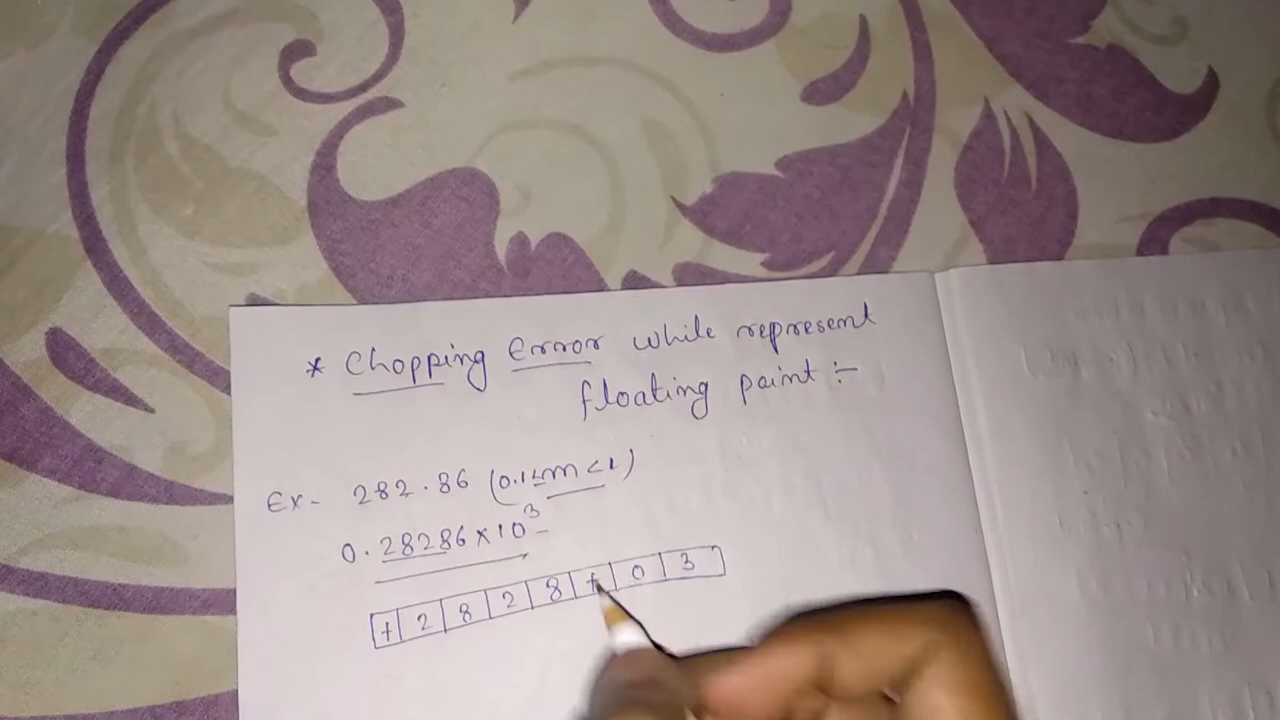 * Chopping Error while represent
floating paint :-
Ex- 282.86 (0.1≤m<1)
0.28286×10³
+ 2 8 2 8 + 0 3